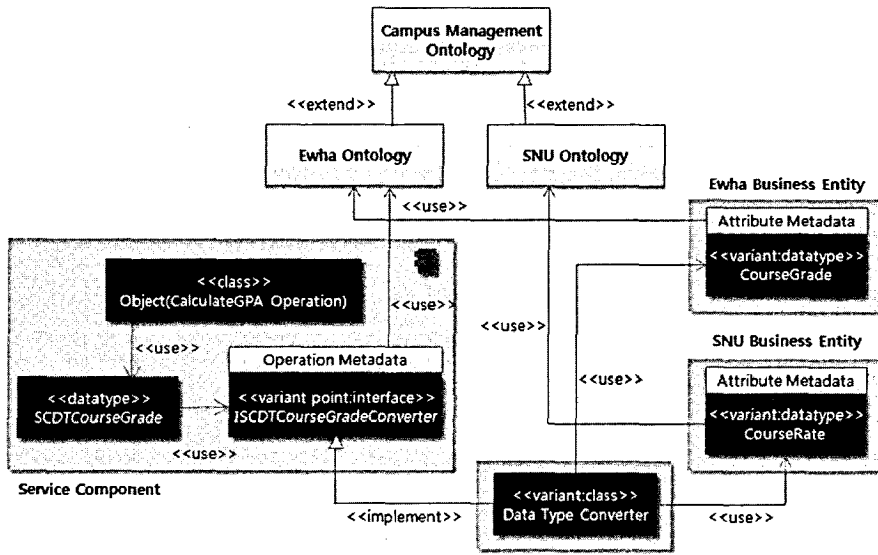 Campus Management
Ontology
<<extend>>
<<extend>>
Ewha Ontology
SNU Ontology
Ewha Business Entity
<<use>>
Attribute Metadata
<<variant:datatype>>
CourseGrade
<<class>>
Object(CalculateGPA Operation)
<<use>>
<<use>>
<<use>>
SNU Business Entity
Operation Metadata
Attribute Metadata
<<use>>
<<datatype>>
SCDTCourseGrade
<<variant point:interface>>
ISCDTCourseGradeConverter
<<variant:datatype>>
CourseRate
<<use>>
Service Component
<<variant:class>>
Data Type Converter
<<implement>>
<<use>>